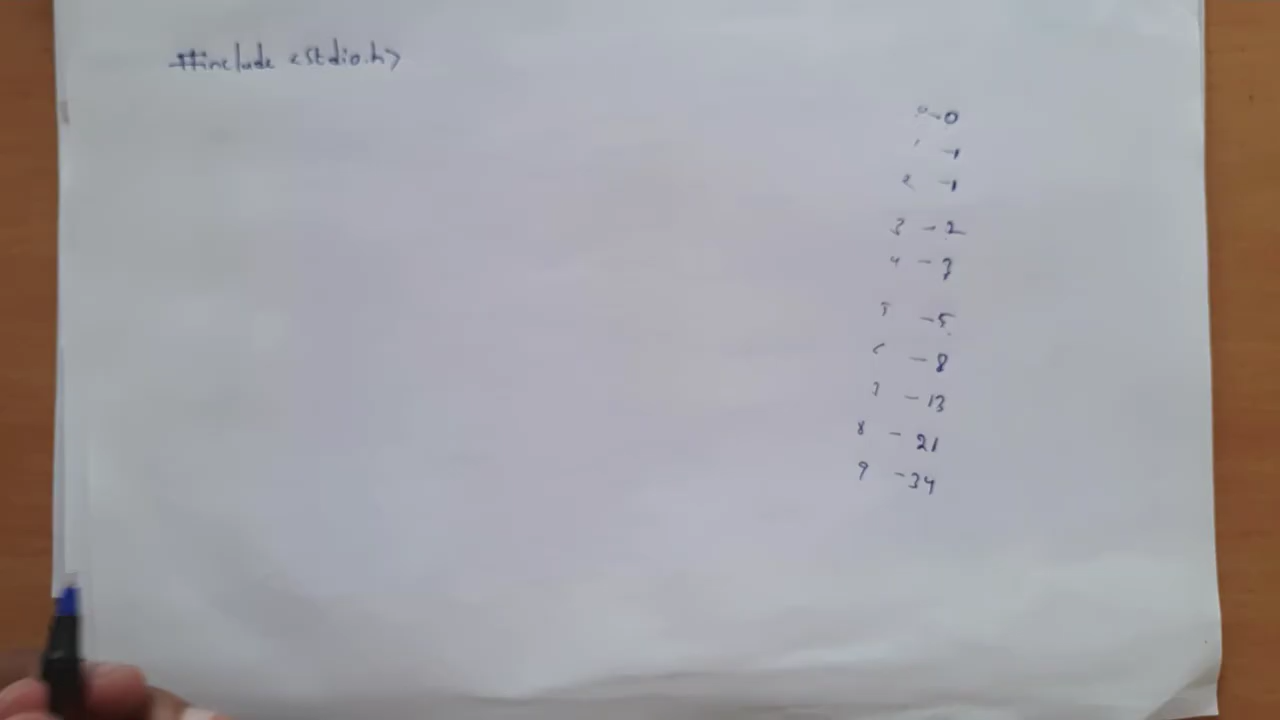 #include <stdio.h>
0 - 0
1 - 1
2 - 1
3 - 2
4 - 3
5 - 5
6 - 8
7 - 13
8 - 21
9 - 34